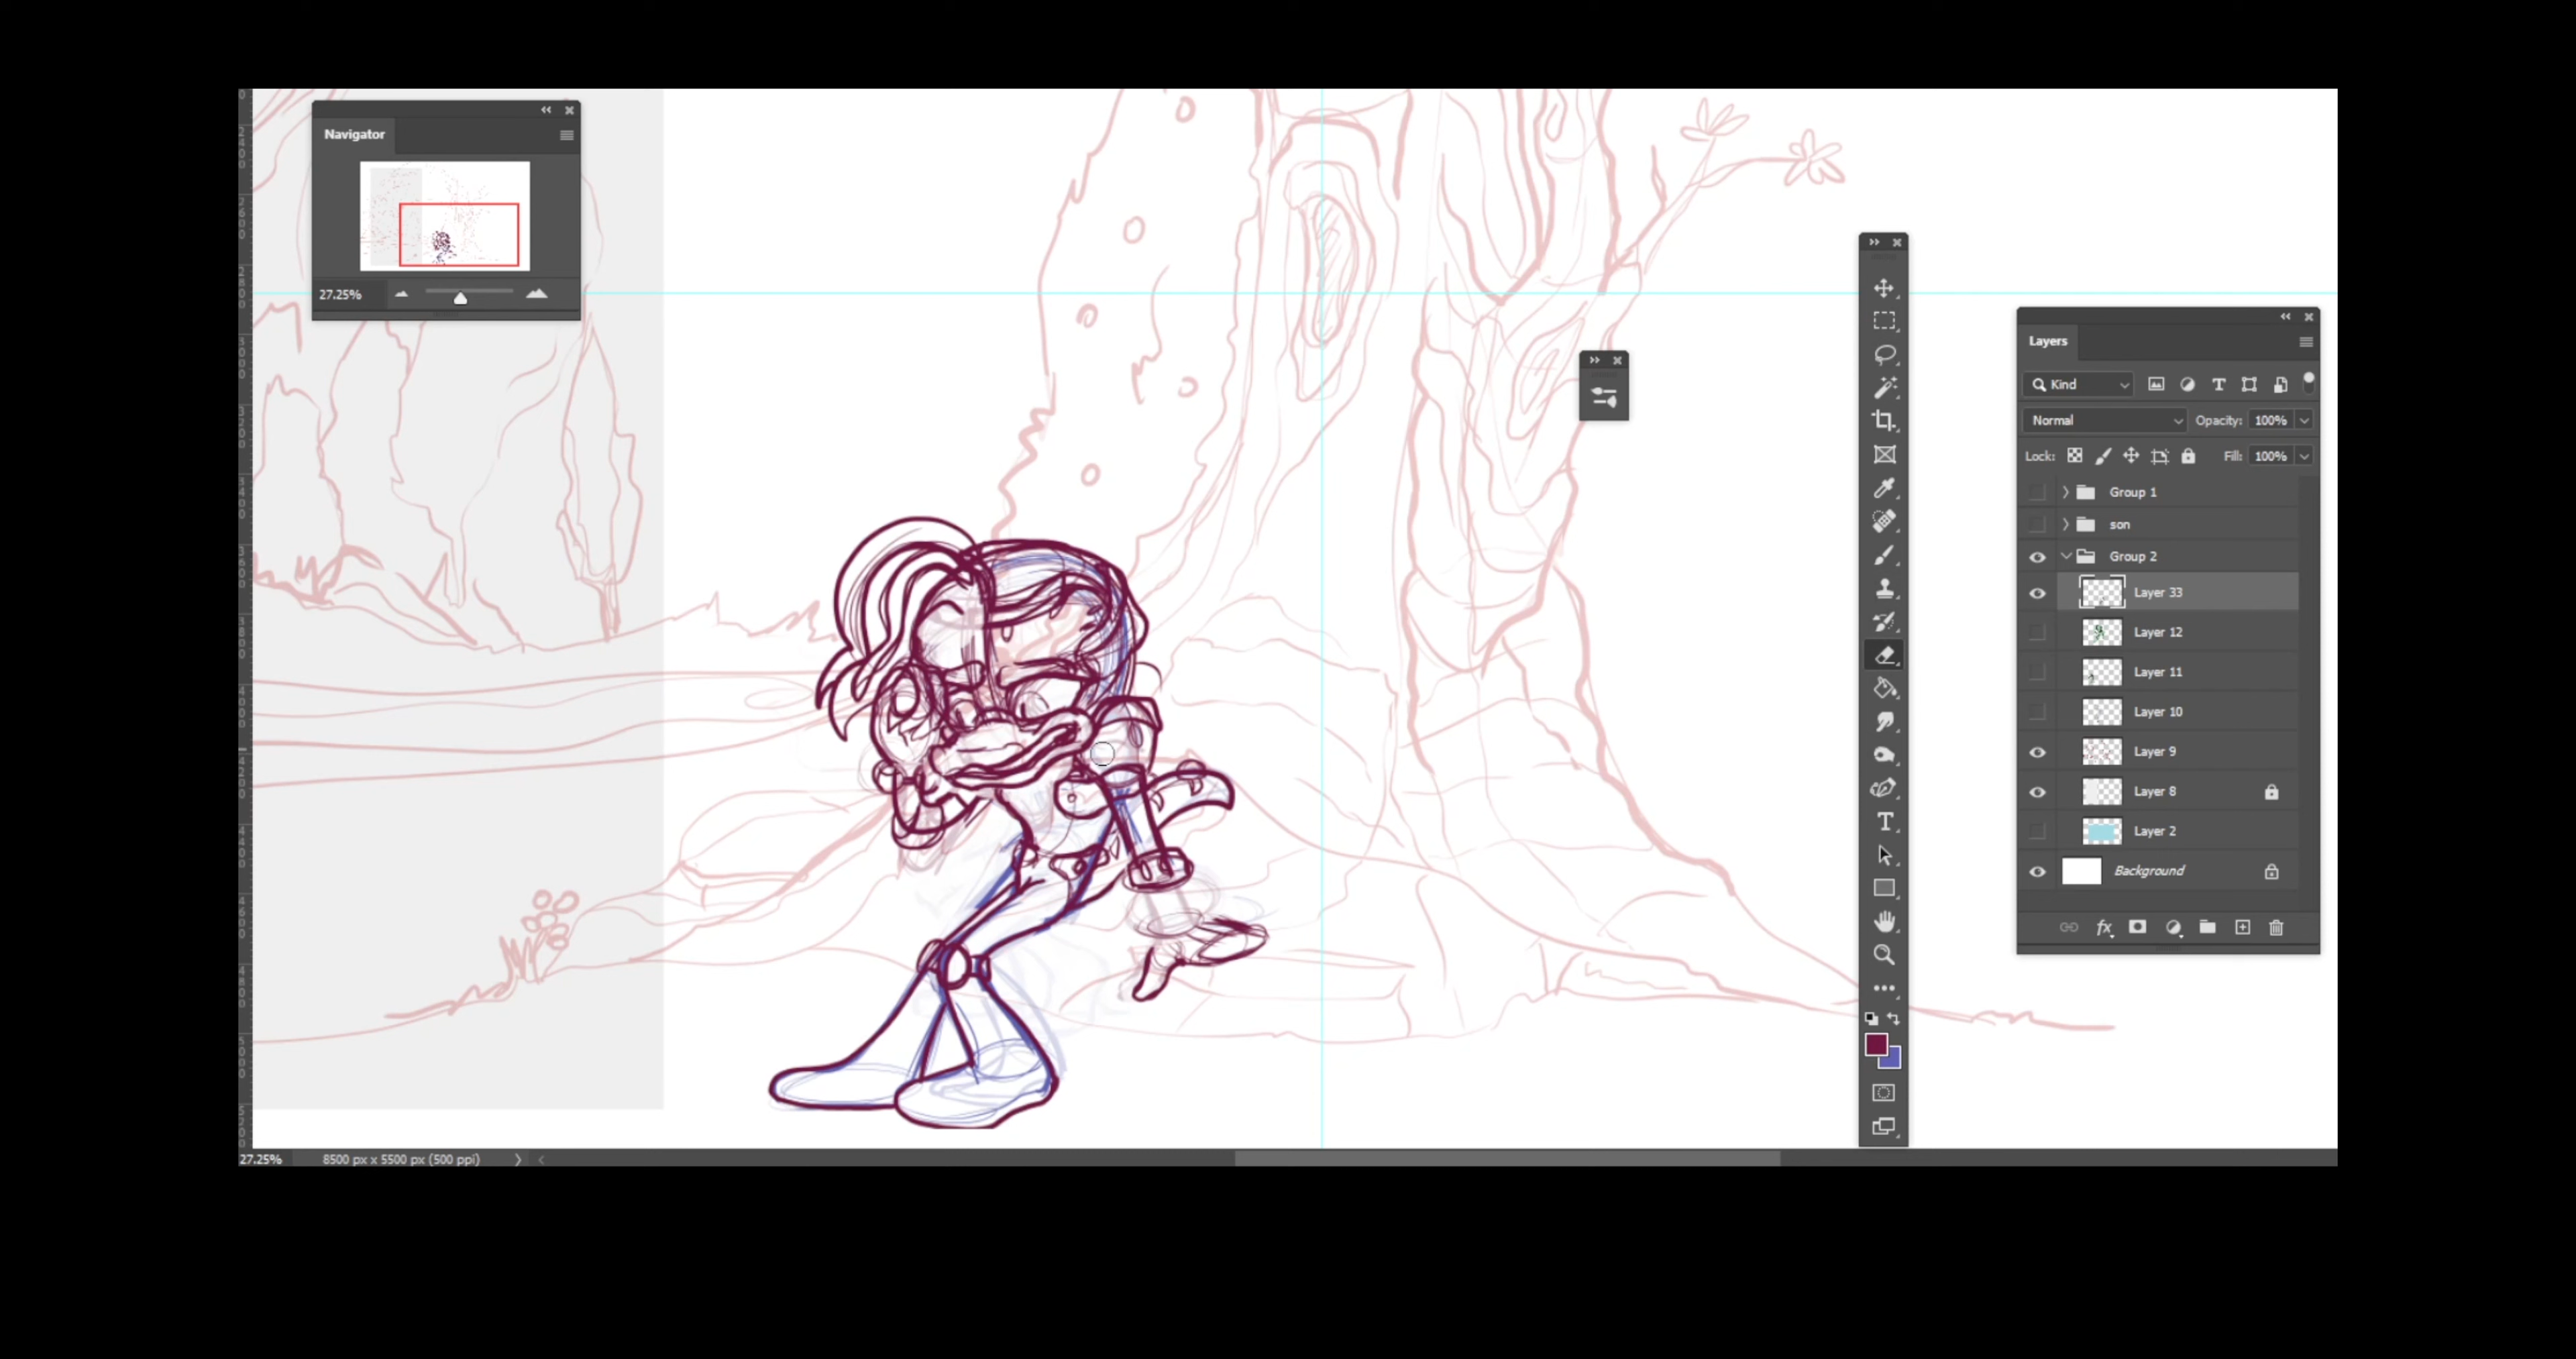 Navigator
27.25%
Layers
Kind
Normal
Opacity: 100%
Lock:
Fill: 100%
Group 1
son
Group 2
Layer 33
Layer 12
Layer 11
Layer 10
Layer 9
Layer 8
Layer 2
Background
fx
27.25%
8500 px x 5500 px (500 ppi)